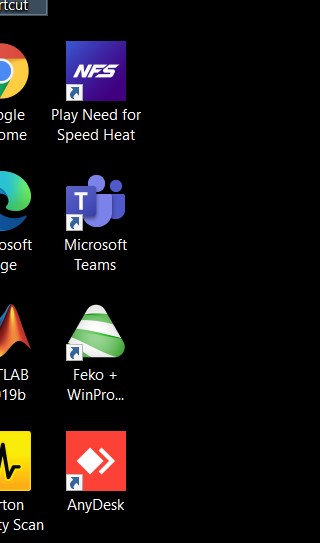 rtcut
NFS
ogle
ome
Play Need for
Speed Heat
T
osoft
ge
Microsoft
Teams
TLAB
19b
Feko +
WinPro...
rton
ty Scan
AnyDesk